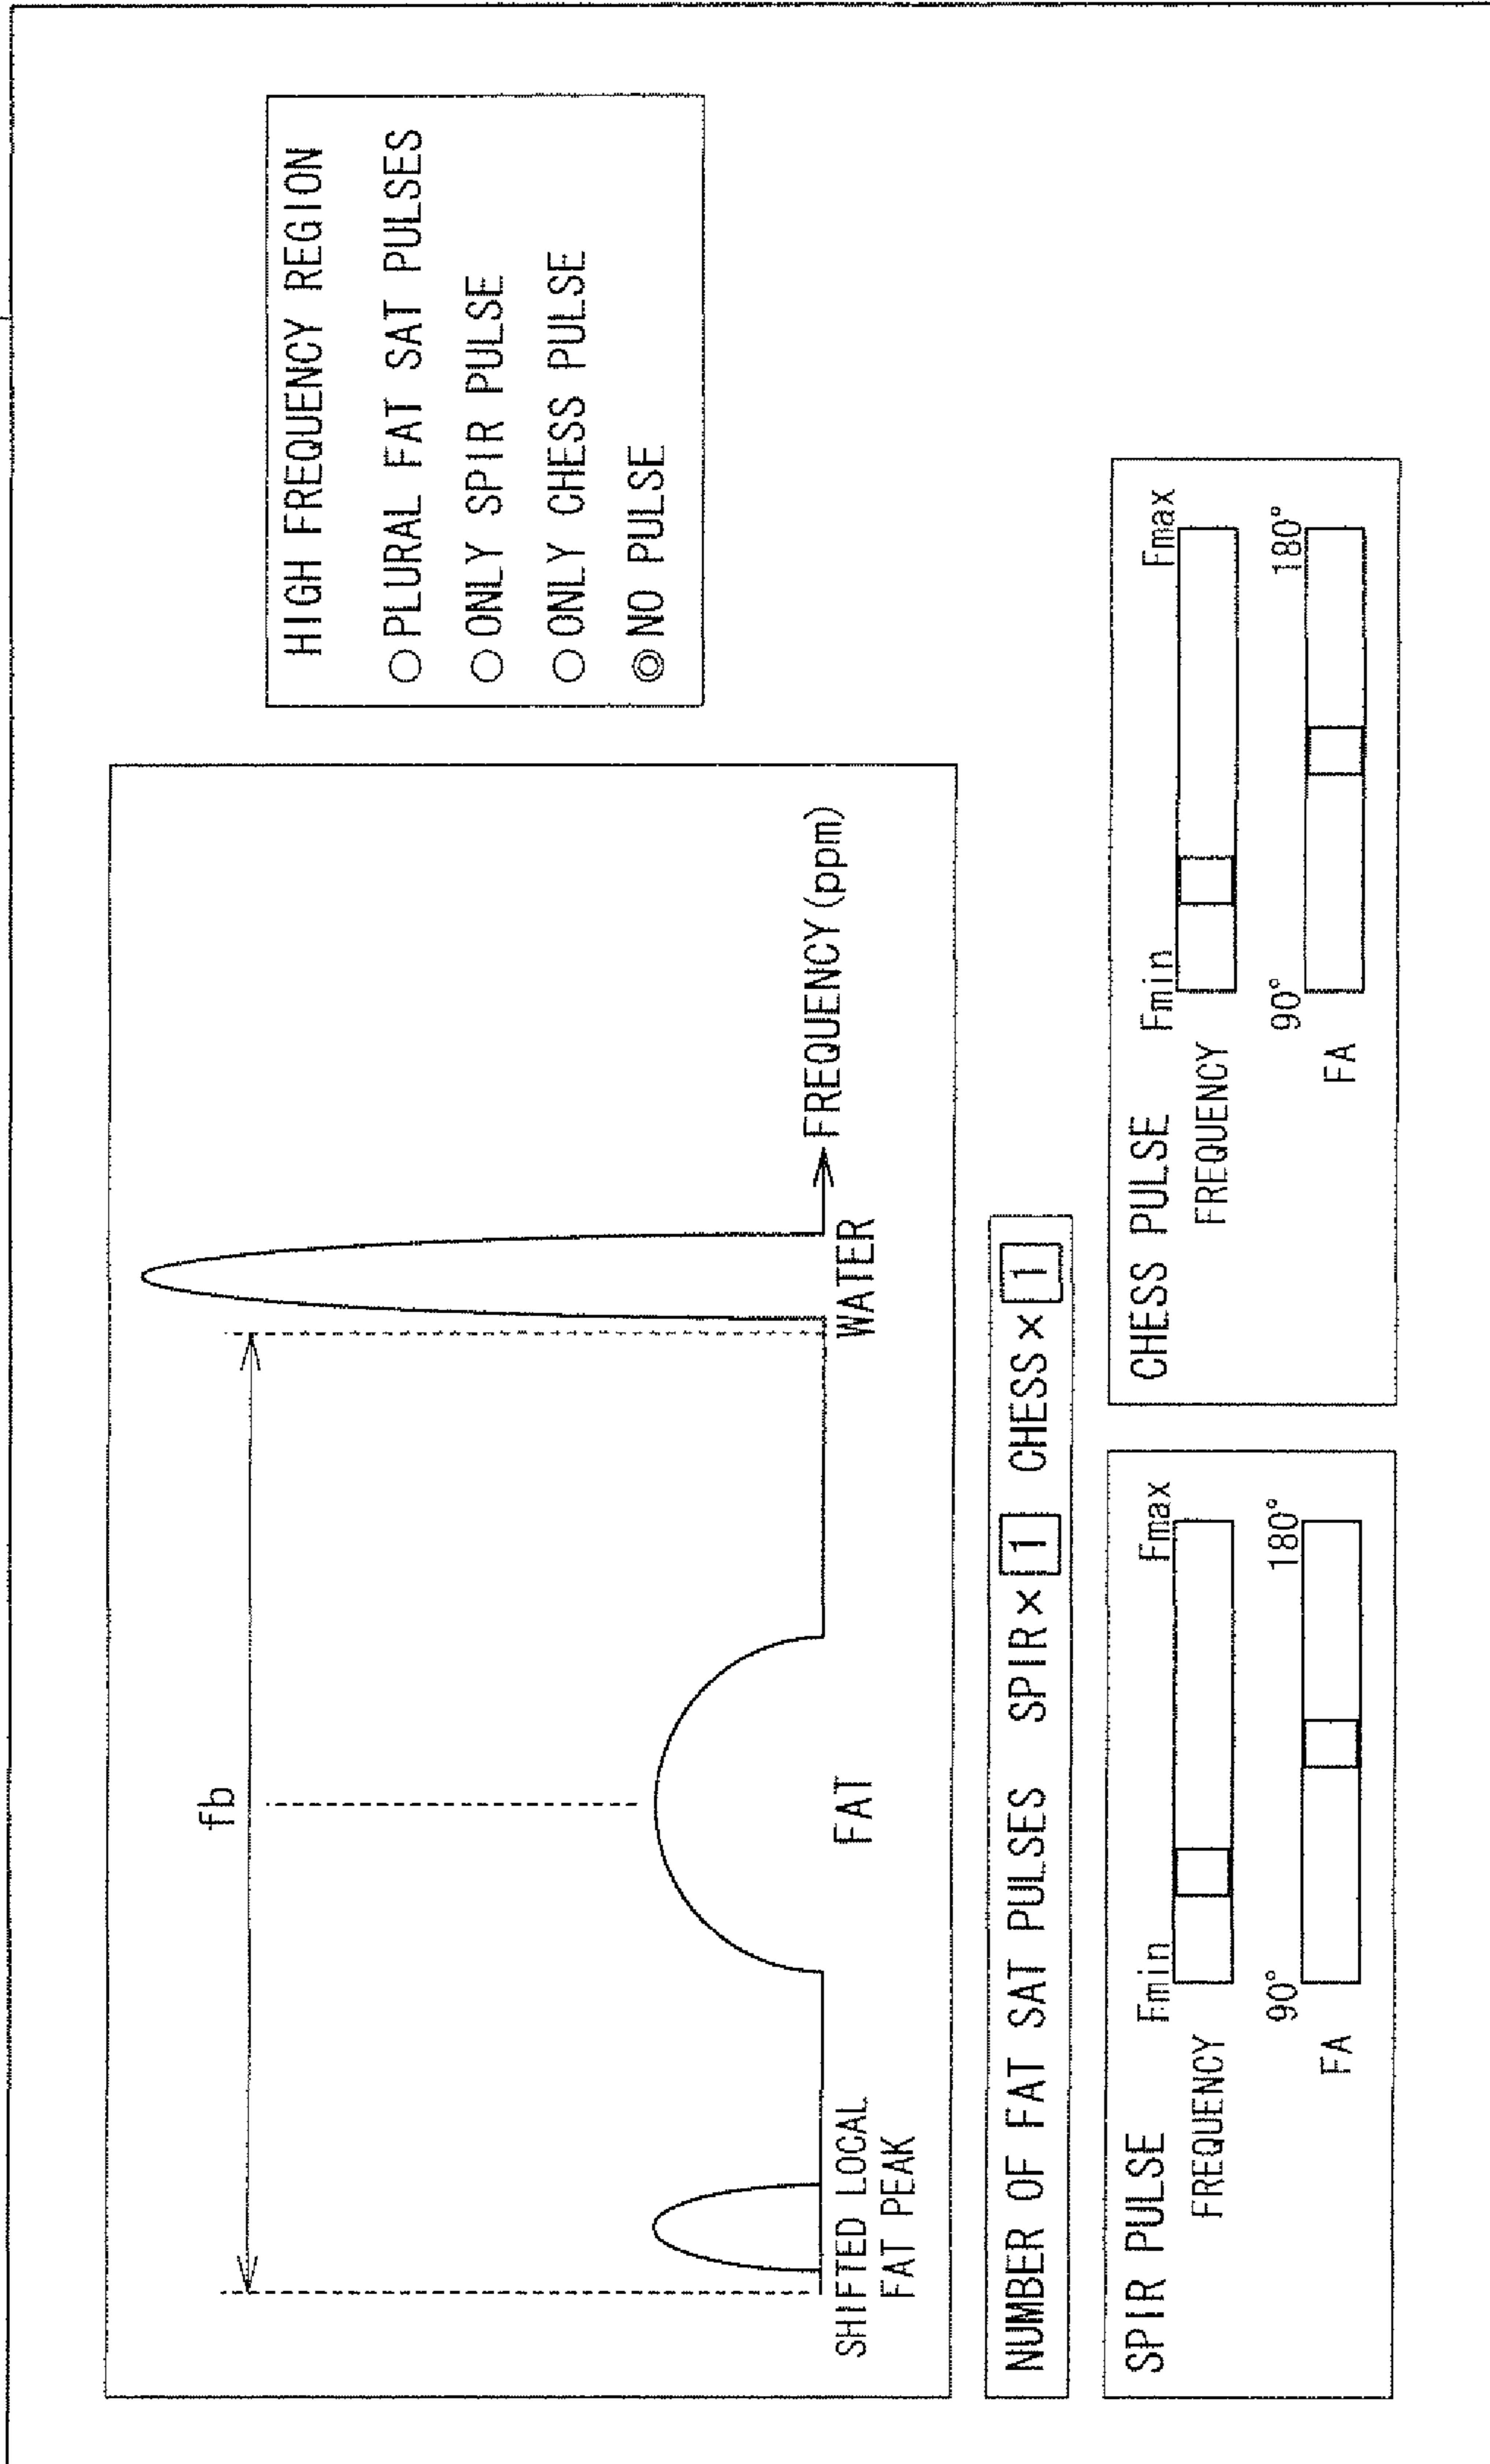 fb
SHIFTED LOCAL
FAT PEAK
FAT
WATER
FREQUENCY (ppm)
HIGH FREQUENCY REGION
PLURAL FAT SAT PULSES
ONLY SPIR PULSE
ONLY CHESS PULSE
NO PULSE
NUMBER OF FAT SAT PULSES SPIR× 1 CHESS× 1
SPIR PULSE
Fmin Fmax
FREQUENCY
90° 180°
FA
CHESS PULSE
Fmin Fmax
FREQUENCY
90° 180°
FA